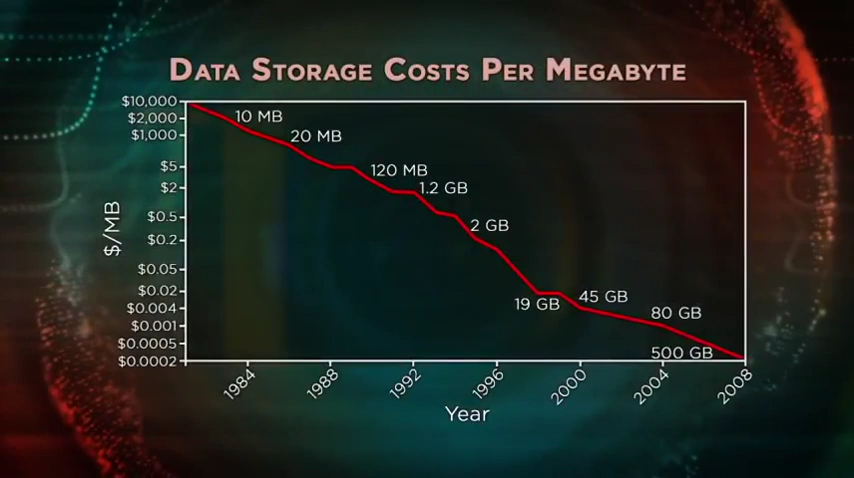 Data Storage Costs Per Megabyte
$10,000
$2,000
$1,000
$5
$2
$0.5
$0.2
$0.05
$0.02
$0.004
$0.001
$0.0005
$0.0002
$/MB
10 MB
20 MB
120 MB
1.2 GB
2 GB
19 GB
45 GB
80 GB
500 GB
1984
1988
1992
1996
2000
2004
2008
Year